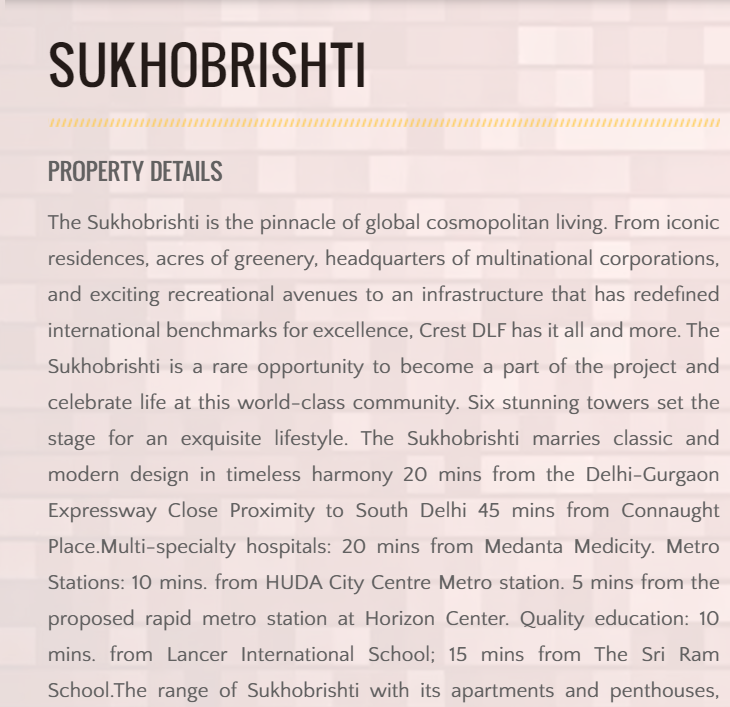 SUKHOBRISHTI
PROPERTY DETAILS
The Sukhobrishti is the pinnacle of global cosmopolitan living. From iconic
residences, acres of greenery, headquarters of multinational corporations,
and exciting recreational avenues to an infrastructure that has redefined
international benchmarks for excellence, Crest DLF has it all and more. The
Sukhobrishti is a rare opportunity to become a part of the project and
celebrate life at this world-class community. Six stunning towers set the
stage for an exquisite lifestyle. The Sukhobrishti marries classic and
modern design in timeless harmony 20 mins from the Delhi-Gurgaon
Expressway Close Proximity to South Delhi 45 mins from Connaught
Place.Multi-specialty hospitals: 20 mins from Medanta Medicity. Metro
Stations: 10 mins. from HUDA City Centre Metro station. 5 mins from the
proposed rapid metro station at Horizon Center. Quality education: 10
mins. from Lancer International School; 15 mins from The Sri Ram
School.The range of Sukhobrishti with its apartments and penthouses,